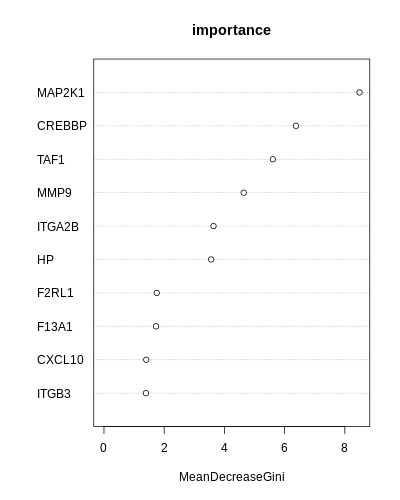 importance
MAP2K1
CREBBP
TAF1
MMP9
ITGA2B
HP
F2RL1
F13A1
CXCL10
ITGB3
0 2 4 6 8
MeanDecreaseGini